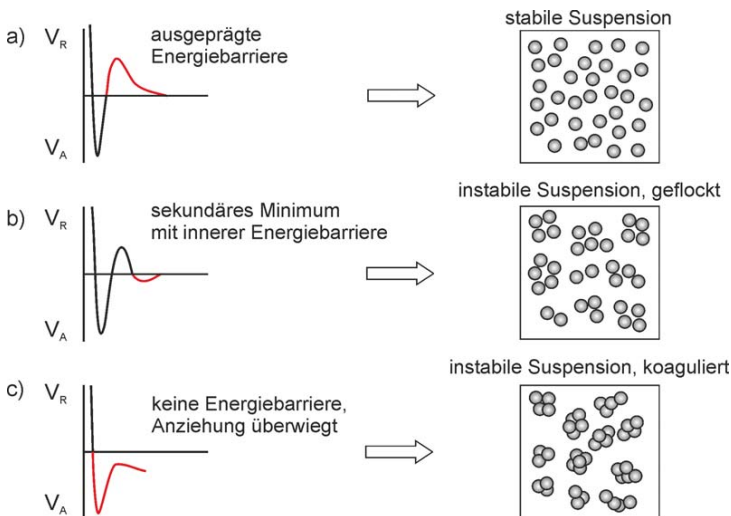 a)
V_R
V_A
ausgeprägte
Energiebarriere
stabile Suspension
b)
V_R
V_A
sekundäres Minimum
mit innerer Energiebarriere
instabile Suspension, geflockt
c)
V_R
V_A
keine Energiebarriere,
Anziehung überwiegt
instabile Suspension, koaguliert